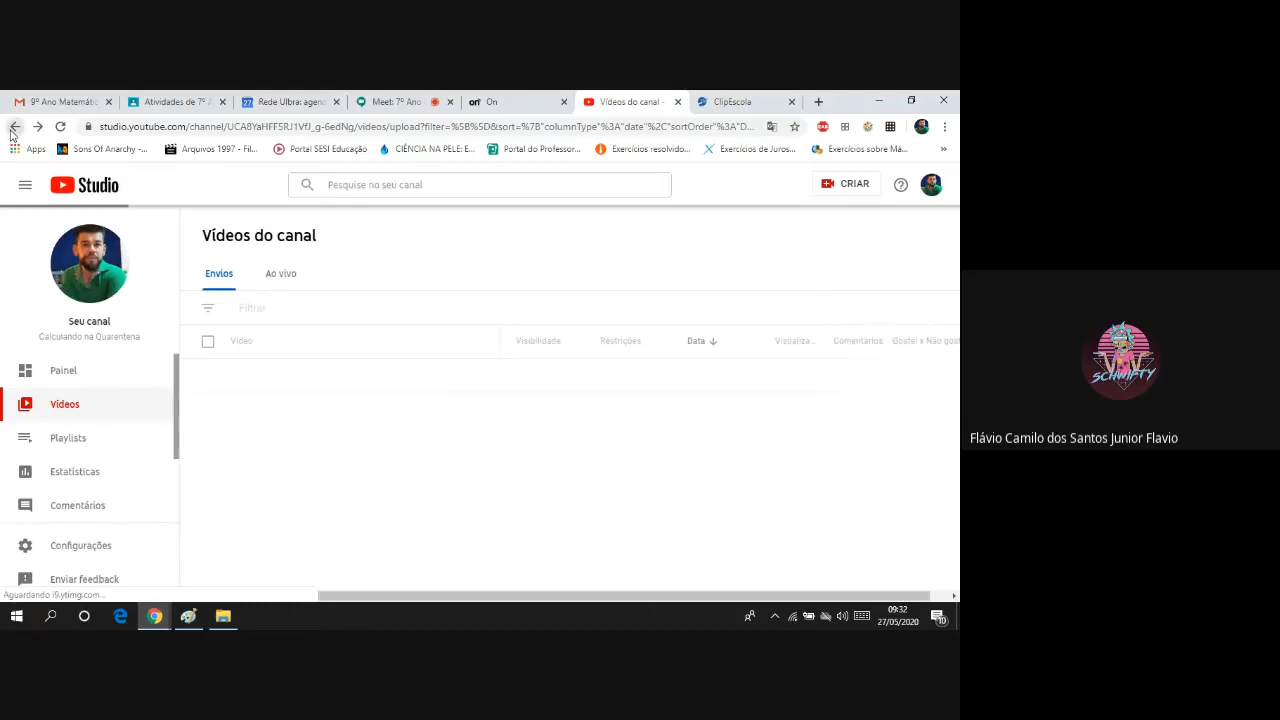 9º Ano Matemátic
Atividades de 7º A
Rede Ulbra: agend
Meet: 7º Ano
On
Vídeos do canal -
ClipEscola
studio.youtube.com/channel/UCA8YaHFF5RJ1VfJ_g-6edNg/videos/upload?filter=%5B%5D&sort=%7B"columnType"%3A"date"%2C"sortOrder"%3A"D...
Apps
Sons Of Anarchy -...
Arquivos 1997 - Fil...
Portal SESI Educação
CIÊNCIA NA PELE: E...
Portal do Professor...
Exercícios resolvido...
Exercícios de Juros...
Exercícios sobre Má...
»
Studio
Pesquise no seu canal
CRIAR
Vídeos do canal
Envios
Ao vivo
Filtrar
Vídeo
Visibilidade
Restrições
Data
Visualiza...
Comentários
Gostei x Não gost
Seu canal
Calculando na Quarentena
Painel
Vídeos
Playlists
Estatísticas
Comentários
Configurações
Enviar feedback
Aguardando i9.ytimg.com...
09:32
27/05/2020
10
SCHWIFTY
Flávio Camilo dos Santos Junior Flavio